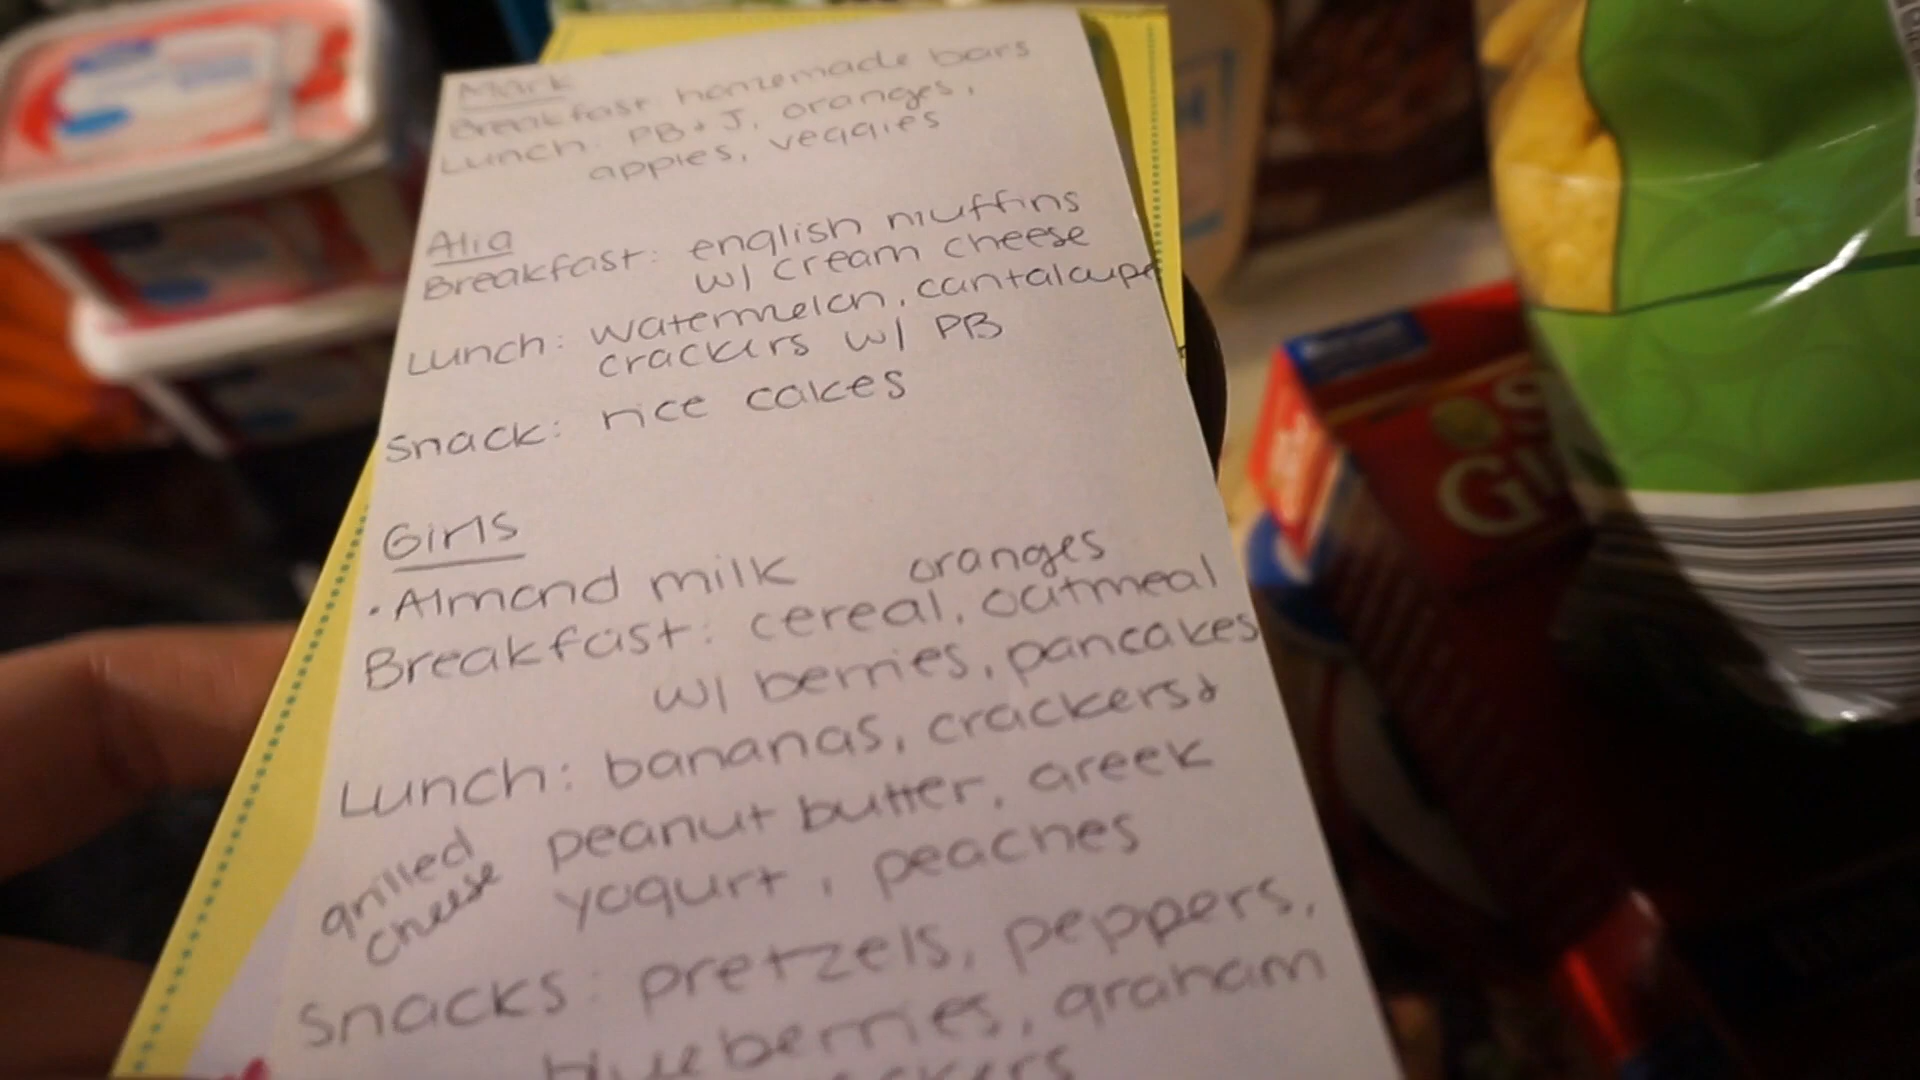 Mark
Breakfast: homemade bars
Lunch: PB+J, oranges,
apples, veggies
Alia
Breakfast: english muffins
w/ cream cheese
Lunch: watermelon, cantaloupe
crackers w/ PB
Snack: rice cakes
Girls
• Almond milk
oranges
Breakfast: cereal, oatmeal
w/ berries, pancakes
Lunch: bananas, crackers &
peanut butter, greek
yogurt, peaches
grilled
cheese
Snacks: pretzels, peppers,
blueberries, graham